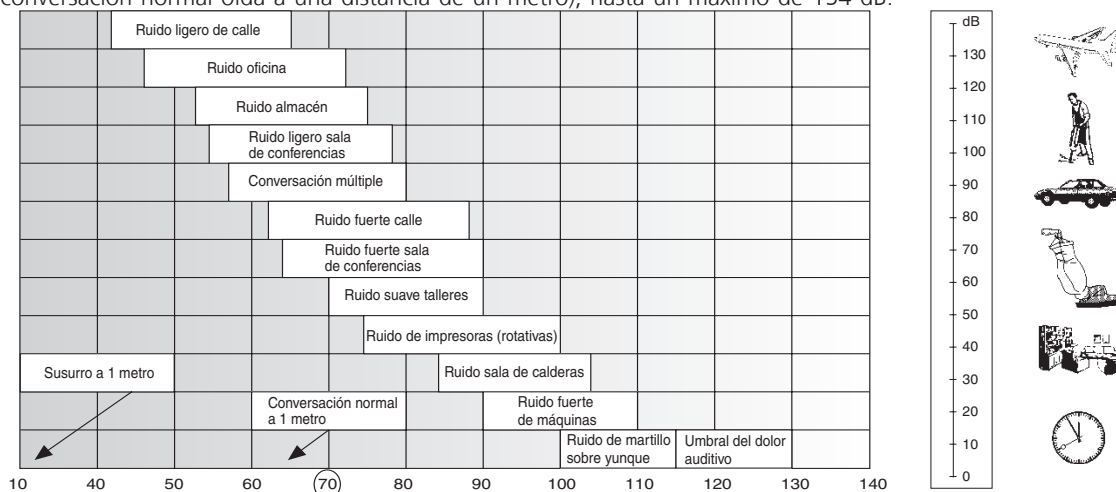 conversación normal oída a una distancia de un metro), hasta un máximo de 134 dB.
Ruido ligero de calle
Ruido oficina
Ruido almacén
Ruido ligero sala
de conferencias
Conversación múltiple
Ruido fuerte calle
Ruido fuerte sala
de conferencias
Ruido suave talleres
Ruido de impresoras (rotativas)
Susurro a 1 metro
Ruido sala de calderas
Conversación normal
a 1 metro
Ruido fuerte
de máquinas
Ruido de martillo
sobre yunque
Umbral del dolor
auditivo
10 40 50 60 70 80 90 100 110 120 130 140
dB
130
120
110
100
90
80
70
60
50
40
30
20
10
0